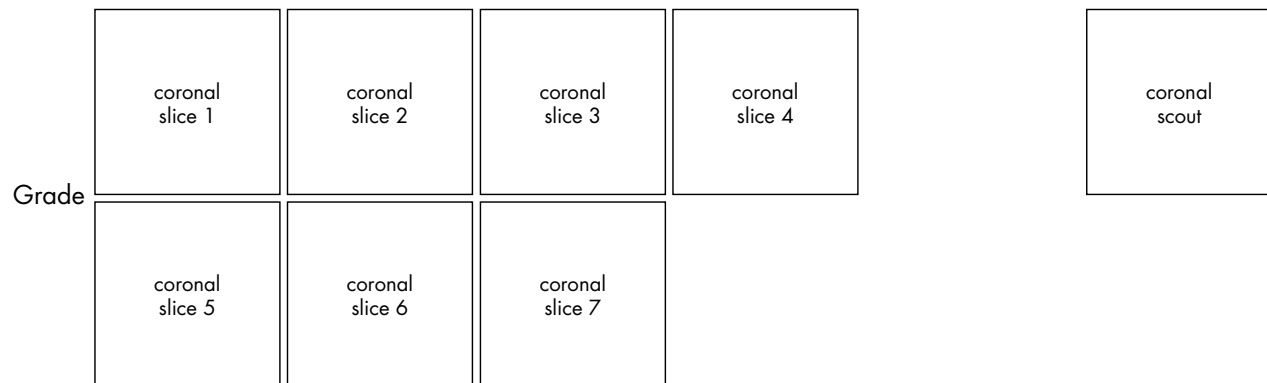 coronal
slice 1
coronal
slice 2
coronal
slice 3
coronal
slice 4
coronal
scout
Grade
coronal
slice 5
coronal
slice 6
coronal
slice 7